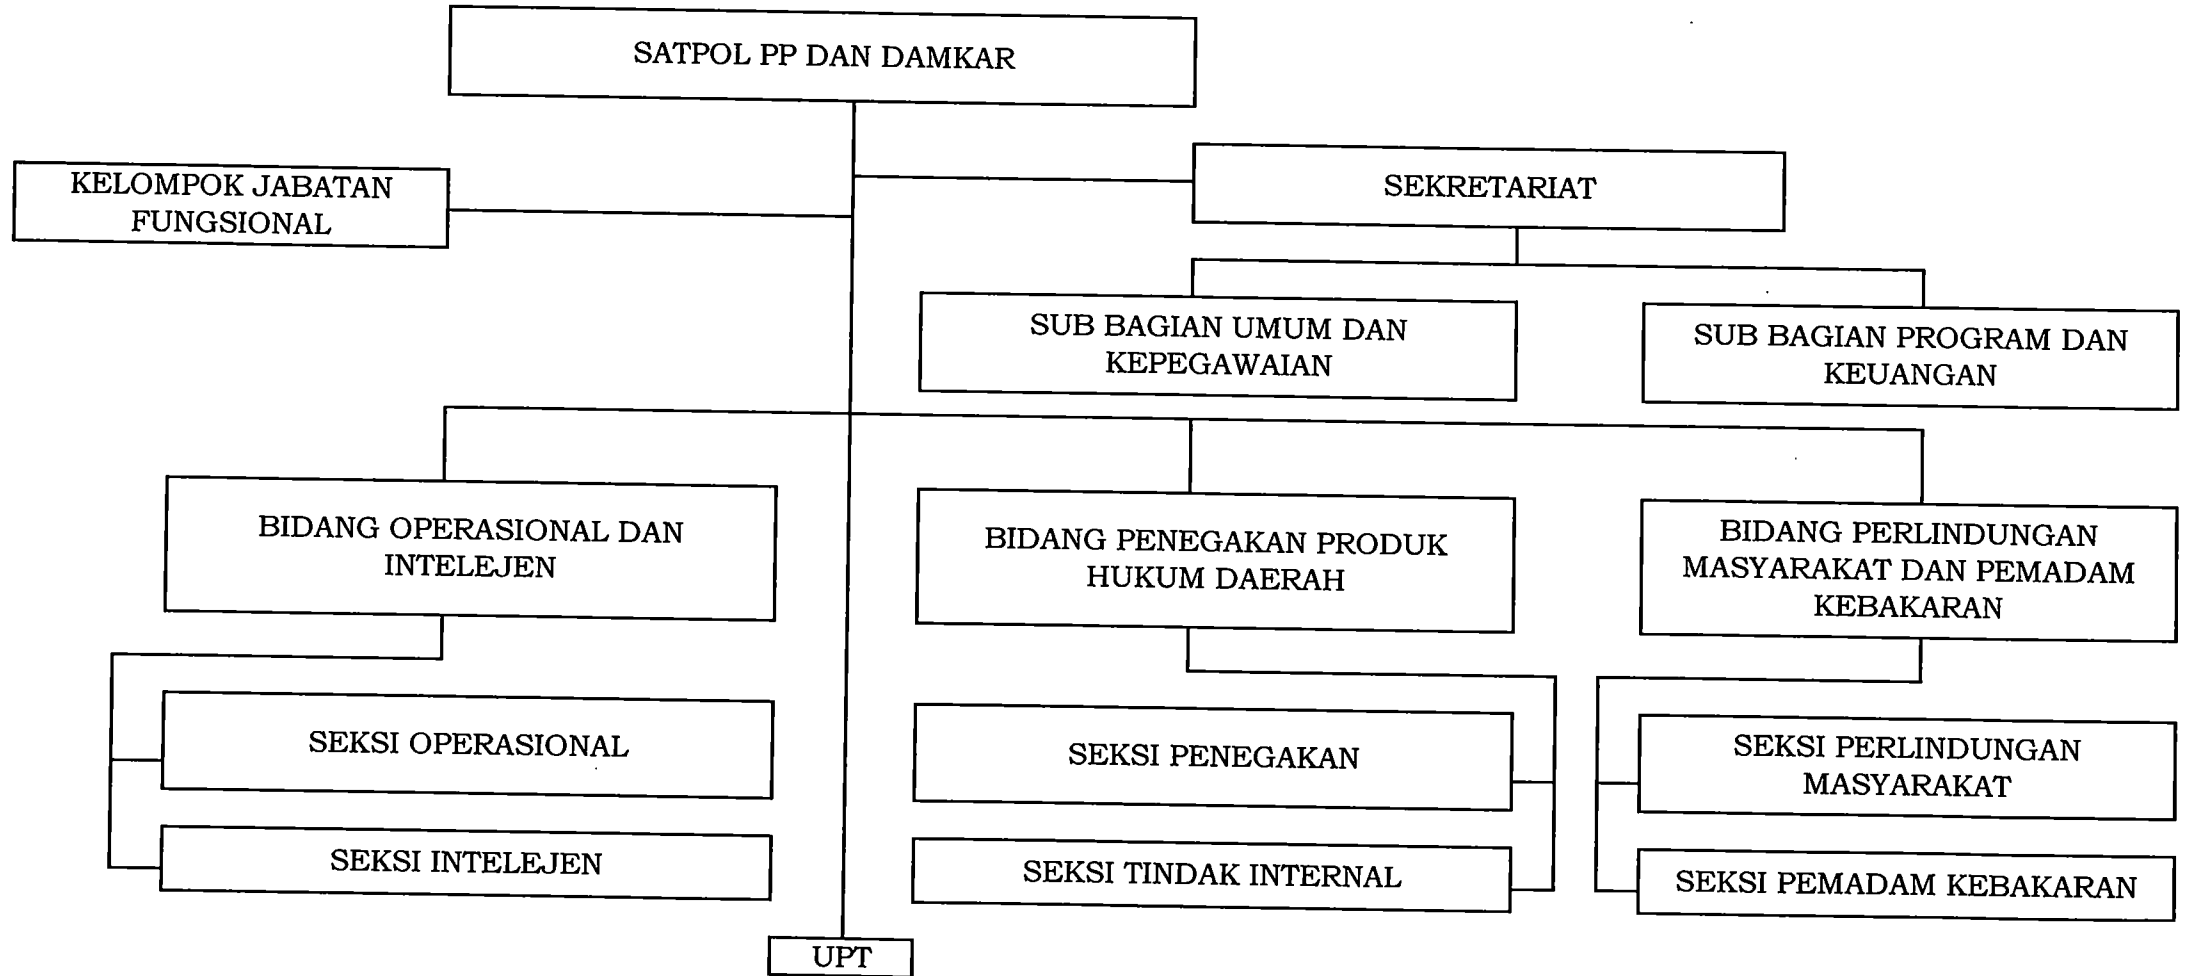 SATPOL PP DAN DAMKAR
KELOMPOK JABATAN
FUNGSIONAL
SEKRETARIAT
SUB BAGIAN UMUM DAN
KEPEGAWAIAN
SUB BAGIAN PROGRAM DAN
KEUANGAN
BIDANG OPERASIONAL DAN
INTELEJEN
BIDANG PENEGAKAN PRODUK
HUKUM DAERAH
BIDANG PERLINDUNGAN
MASYARAKAT DAN PEMADAM
KEBAKARAN
SEKSI OPERASIONAL
SEKSI PENEGAKAN
SEKSI PERLINDUNGAN
MASYARAKAT
SEKSI INTELEJEN
SEKSI TINDAK INTERNAL
SEKSI PEMADAM KEBAKARAN
UPT